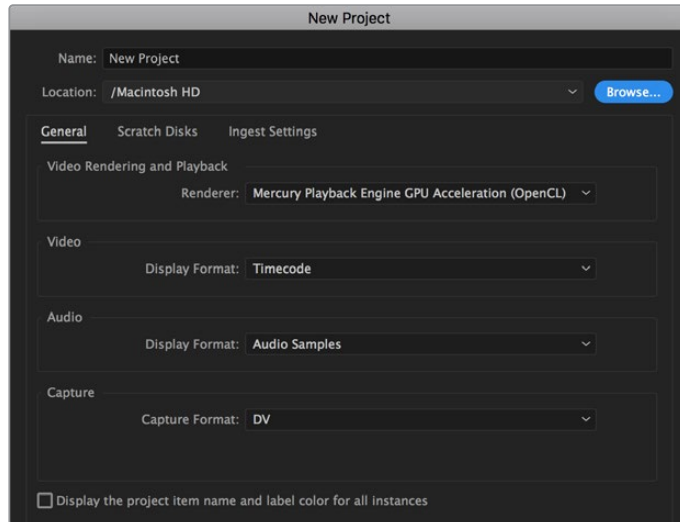 New Project
Name: New Project
Location: /Macintosh HD Browse...
General Scratch Disks Ingest Settings
Video Rendering and Playback
Renderer: Mercury Playback Engine GPU Acceleration (OpenCL)
Video
Display Format: Timecode
Audio
Display Format: Audio Samples
Capture
Capture Format: DV
Display the project item name and label color for all instances